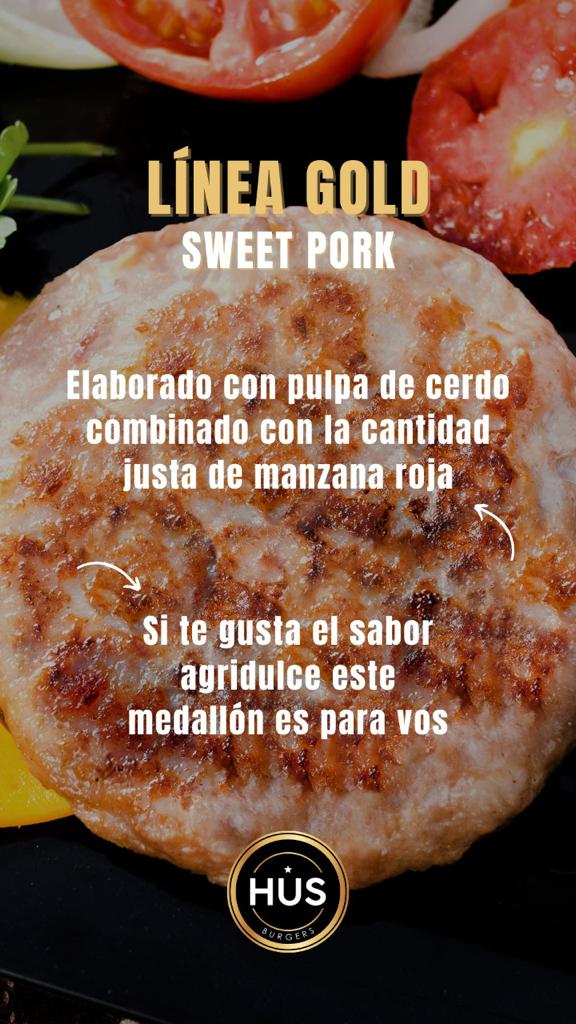 LÍNEA GOLD
SWEET PORK
Elaborado con pulpa de cerdo
combinado con la cantidad
justa de manzana roja
Si te gusta el sabor
agridulce este
medallón es para vos
HUS
BURGERS